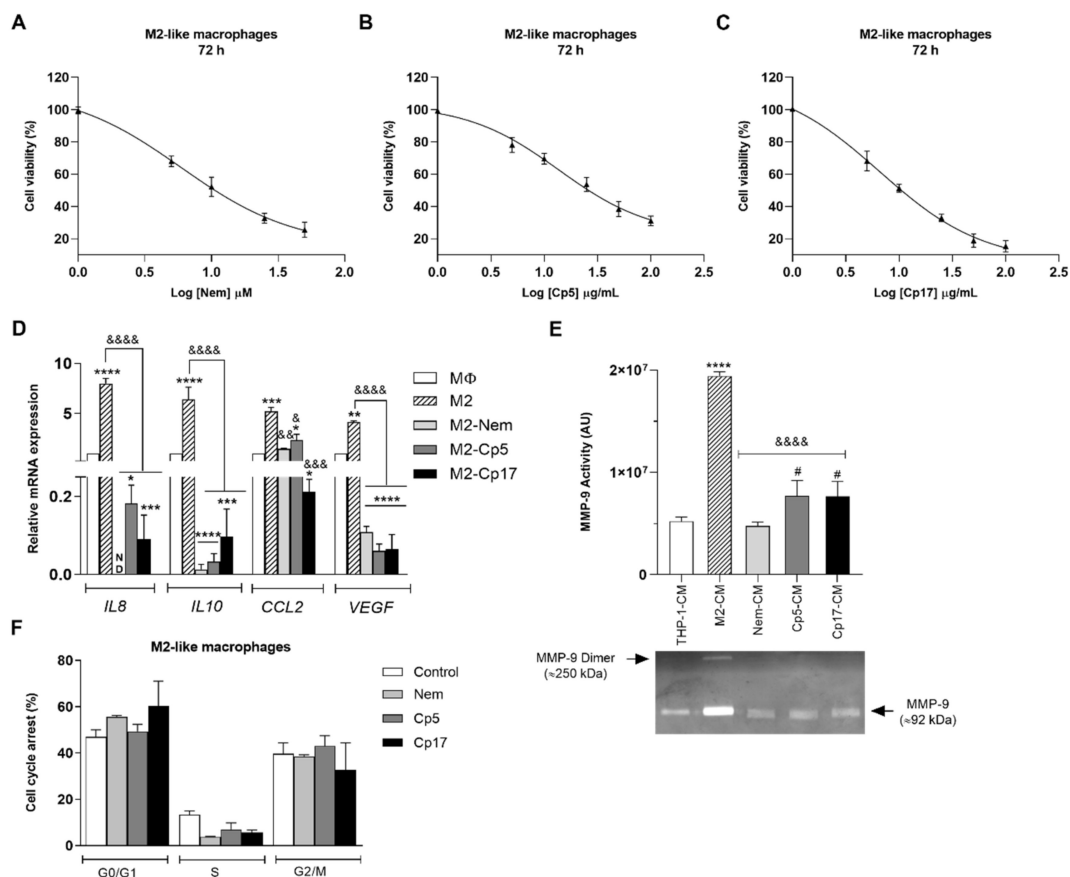 A
M2-like macrophages
72 h
Cell viability (%)
120
100
80
60
40
20
0.0
0.5
1.0
1.5
2.0
Log [Nem] μM
B
M2-like macrophages
72 h
Cell viability (%)
120
100
80
60
40
20
0.0
0.5
1.0
1.5
2.0
2.5
Log [Cp5] μg/mL
C
M2-like macrophages
72 h
Cell viability (%)
120
100
80
60
40
20
0.0
0.5
1.0
1.5
2.0
2.5
Log [Cp17] μg/mL
D
Relative mRNA expression
10
5
0.2
0.0
&&&&
****
N
D
*
***
&&&&
****
****
***
***
&&
&
*
&&&
*
&&&&
**
****
IL8
IL10
CCL2
VEGF
MΦ
M2
M2-Nem
M2-Cp5
M2-Cp17
E
MMP-9 Activity (AU)
2×10⁷
1×10⁷
0
****
&&&&
#
#
THP-1-CM
M2-CM
Nem-CM
Cp5-CM
Cp17-CM
MMP-9 Dimer
(≈250 kDa)
MMP-9
(≈92 kDa)
F
M2-like macrophages
Cell cycle arrest (%)
80
60
40
20
0
G0/G1
S
G2/M
Control
Nem
Cp5
Cp17